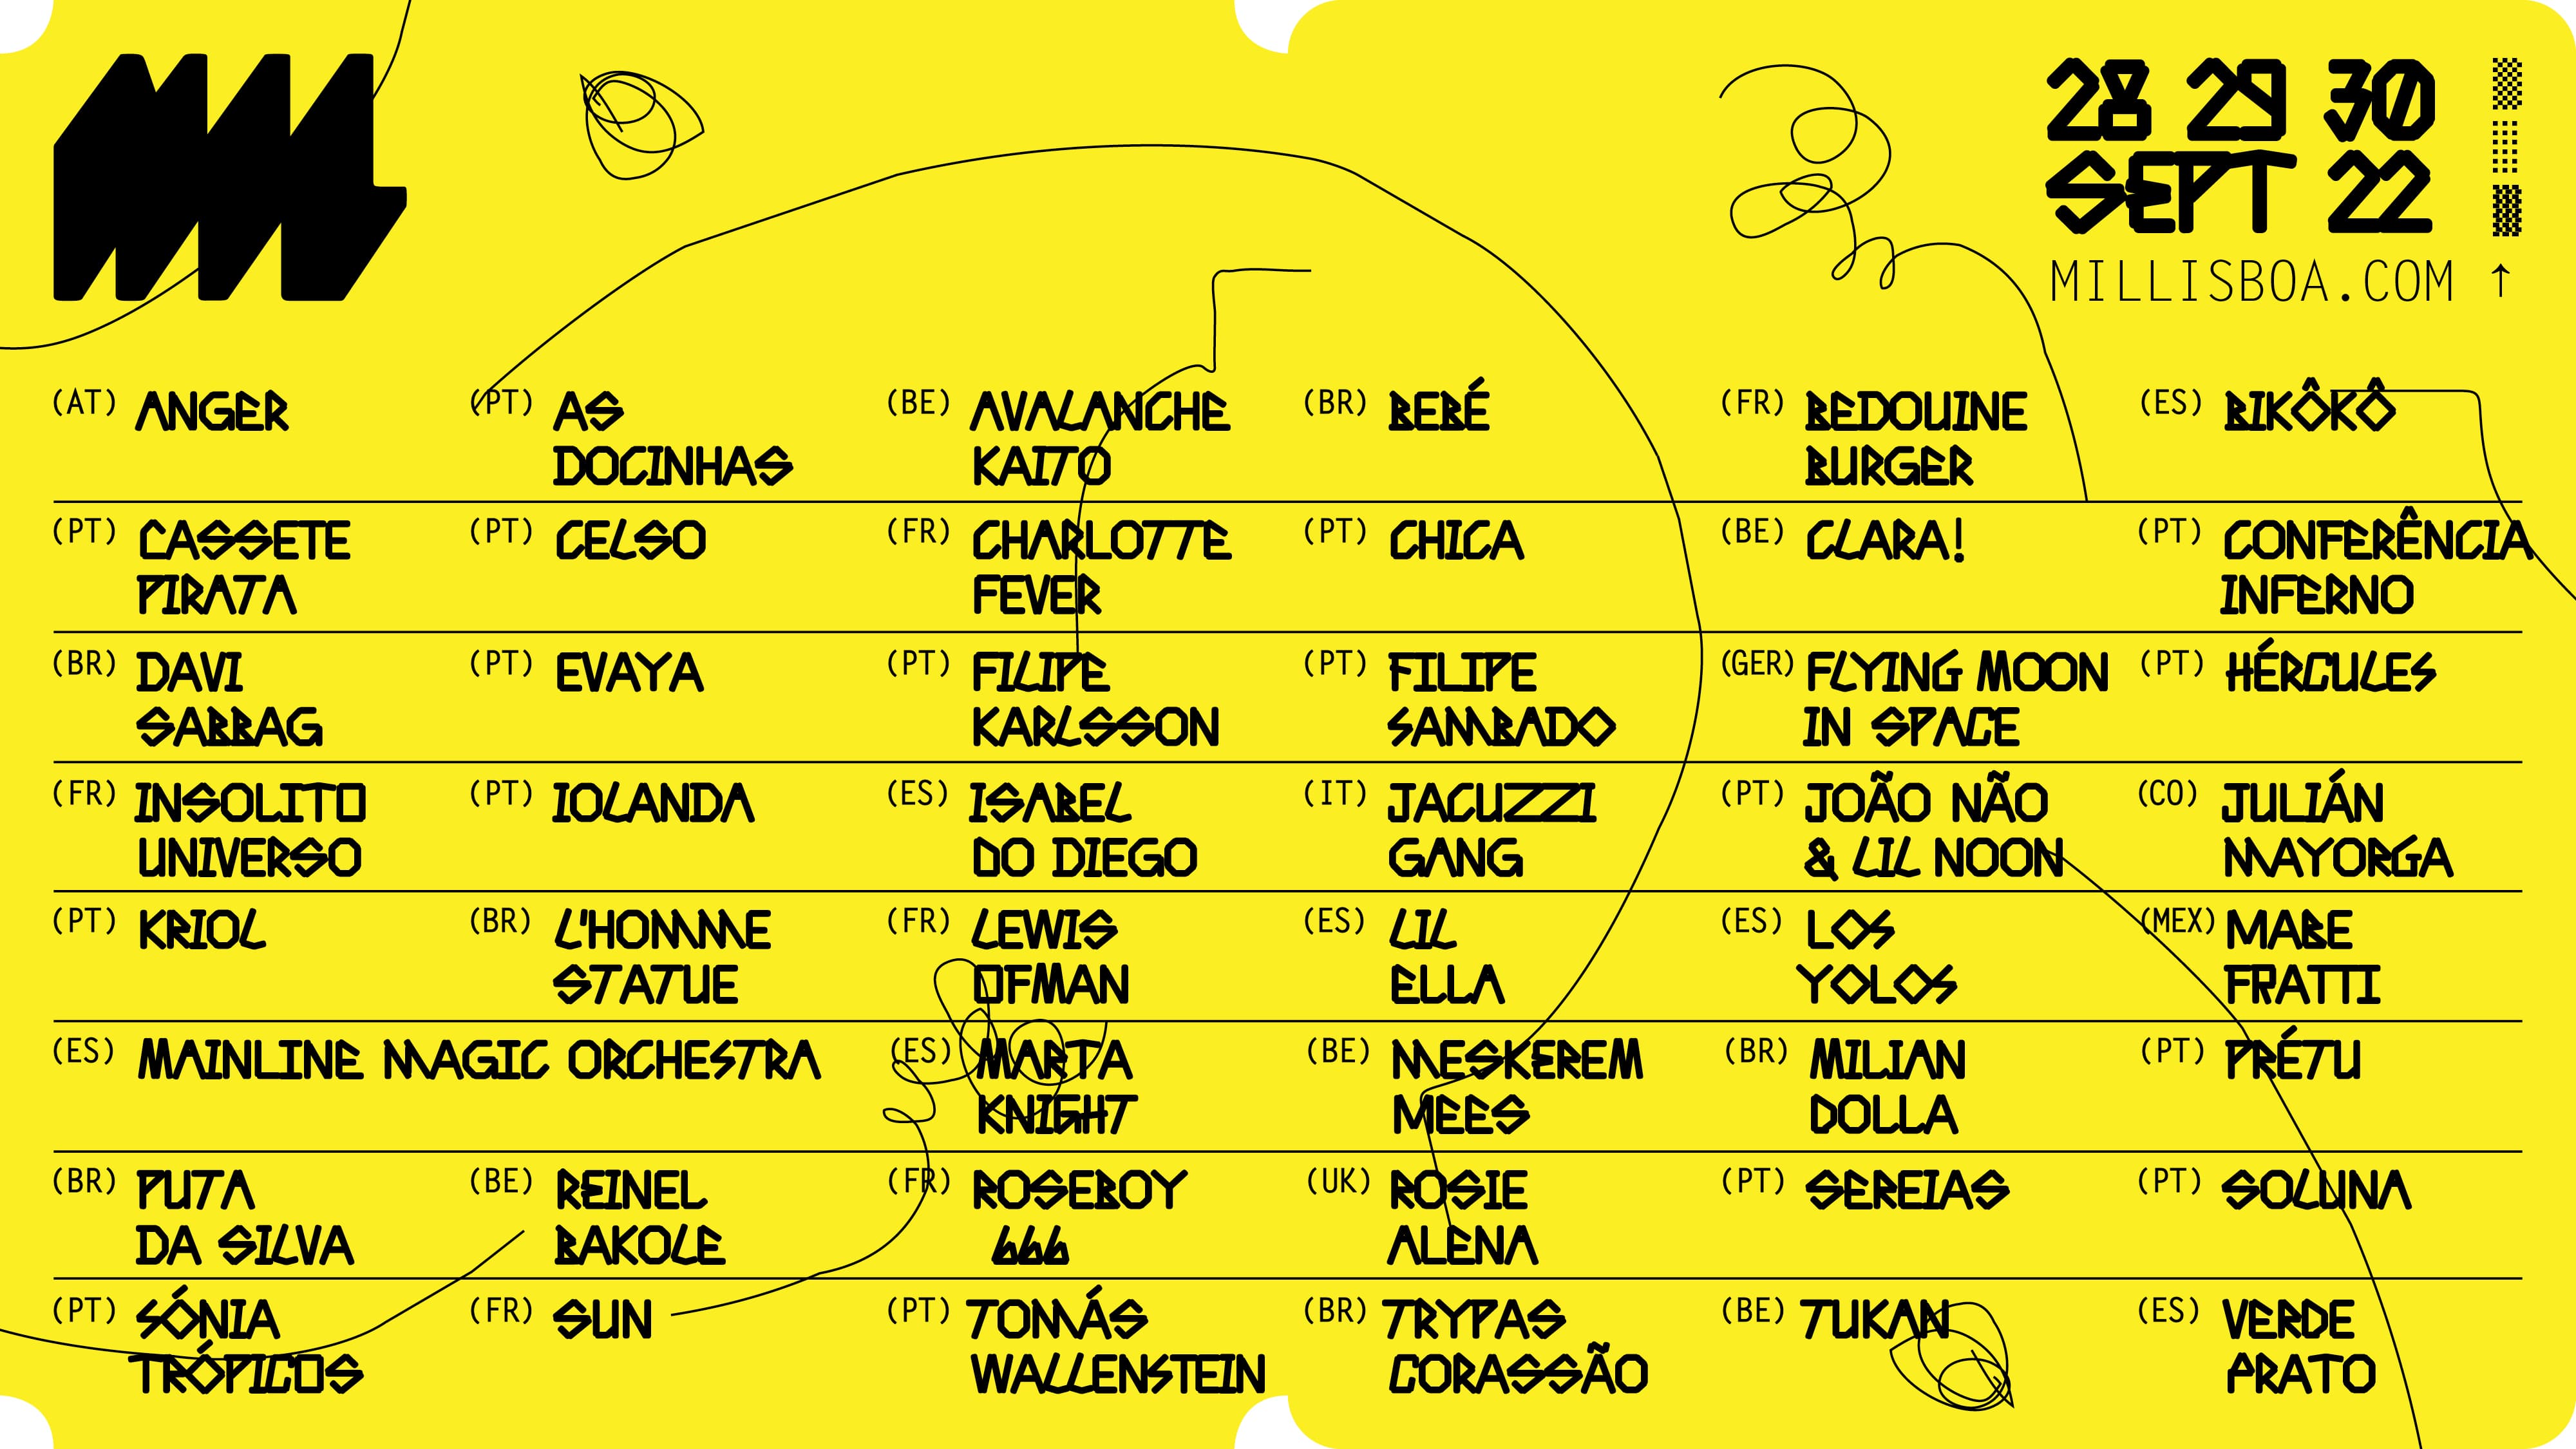 MIL
28 29 30
SEPT 22
MILLISBOA.COM ↑
(AT) ANGER
(PT) AS
DOCINHAS
(BE) AVALANCHE
KAITO
(BR) BEBÉ
(FR) BEDOUINE
BURGER
(ES) BIKÔKÔ
(PT) CASSETE
PIRATA
(PT) CELSO
(FR) CHARLOTTE
FEVER
(PT) CHICA
(BE) CLARA!
(PT) CONFERÊNCIA
INFERNO
(BR) DAVI
SABBAG
(PT) EVAYA
(PT) FILIPE
KARLSSON
(PT) FILIPE
SAMBADO
(GER) FLYING MOON
IN SPACE
(PT) HÉRCULES
(FR) INSOLITO
UNIVERSO
(PT) IOLANDA
(ES) ISABEL
DO DIEGO
(IT) JACUZZI
GANG
(PT) JOÃO NÃO
& LIL NOON
(CO) JULIÁN
MAYORGA
(PT) KRIOL
(BR) L'HOMME
STATUE
(FR) LEWIS
OFMAN
(ES) LIL
ELLA
(ES) LOS
YOLOS
(MEX) MABE
FRATTI
(ES) MAINLINE MAGIC ORCHESTRA
(ES) MARTA
KNIGHT
(BE) MESKEREM
MEES
(BR) MILIAN
DOLLA
(PT) PRÉTU
(BR) PUTA
DA SILVA
(BE) REINEL
BAKOLE
(FR) ROSEBOY
666
(UK) ROSIE
ALENA
(PT) SEREIAS
(PT) SOLUNA
(PT) SÓNIA
TRÓPICOS
(FR) SUN
(PT) TOMÁS
WALLENSTEIN
(BR) TRYPAS
CORASSÃO
(BE) TUKAN
(ES) VERDE
PRATO